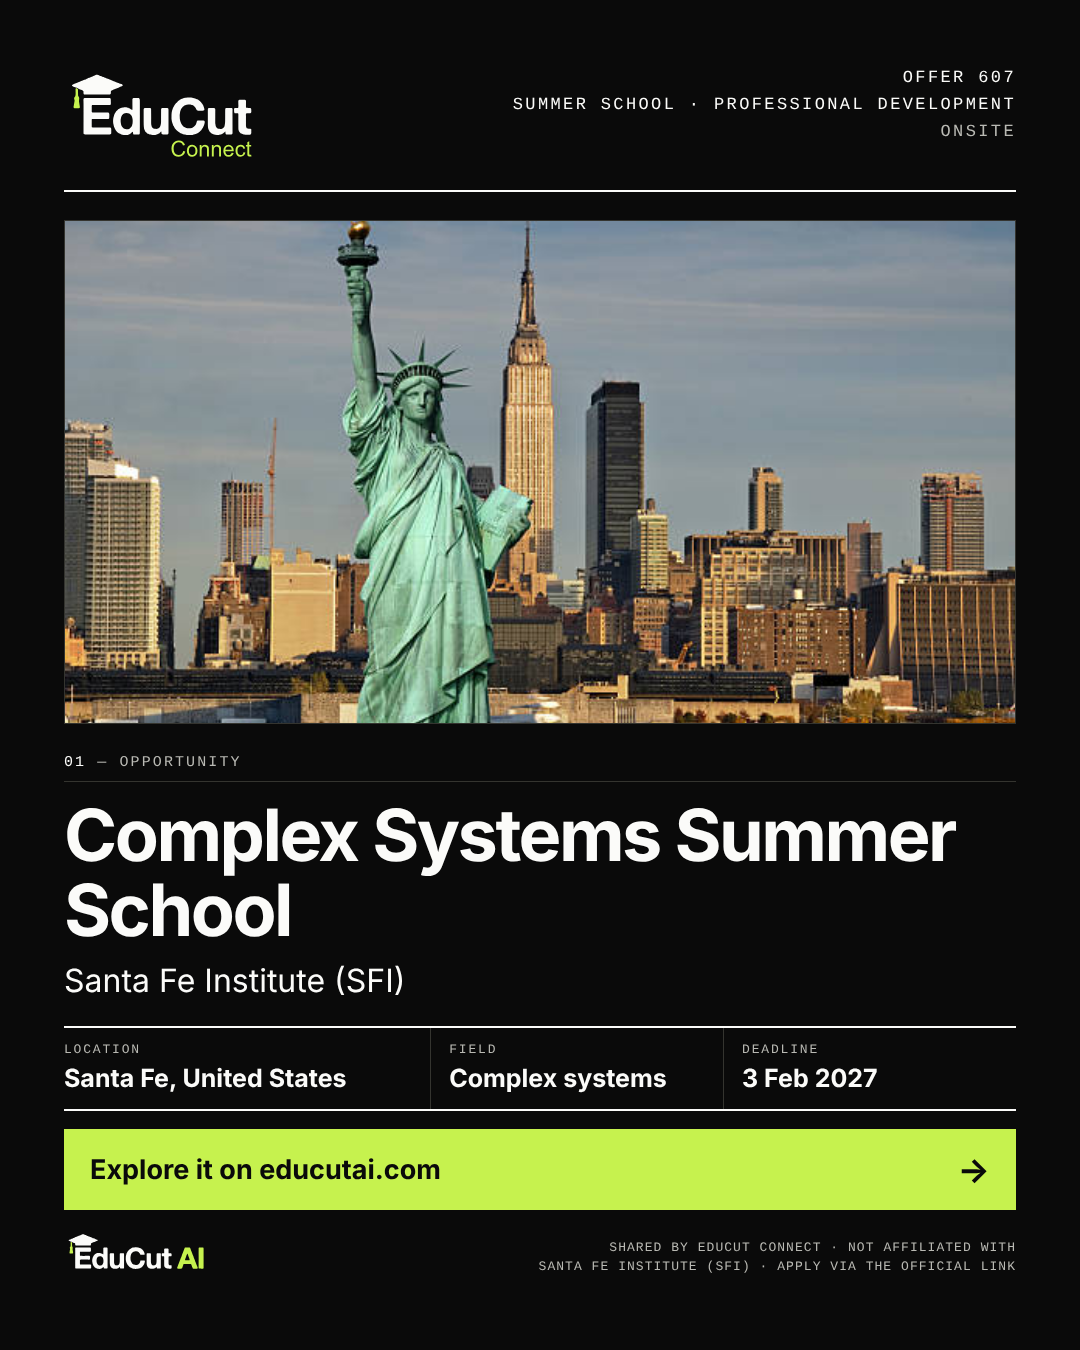 EduCut
Connect
OFFER 607
SUMMER SCHOOL · PROFESSIONAL DEVELOPMENT
ONSITE
01 — OPPORTUNITY
Complex Systems Summer
School
Santa Fe Institute (SFI)
LOCATION
Santa Fe, United States
FIELD
Complex systems
DEADLINE
3 Feb 2027
Explore it on educutai.com →
EduCut AI
SHARED BY EDUCUT CONNECT · NOT AFFILIATED WITH
SANTA FE INSTITUTE (SFI) · APPLY VIA THE OFFICIAL LINK